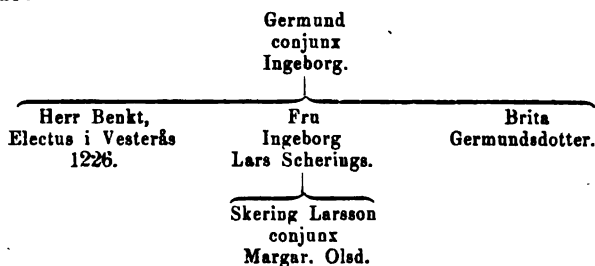 Germund
conjunx
Ingeborg.
Herr Benkt,
Electus i Vesterås
1226.
Fru
Ingeborg
Lars Scherings.
Brita
Germundsdotter.
Skering Larsson
conjunx
Margar. Olsd.